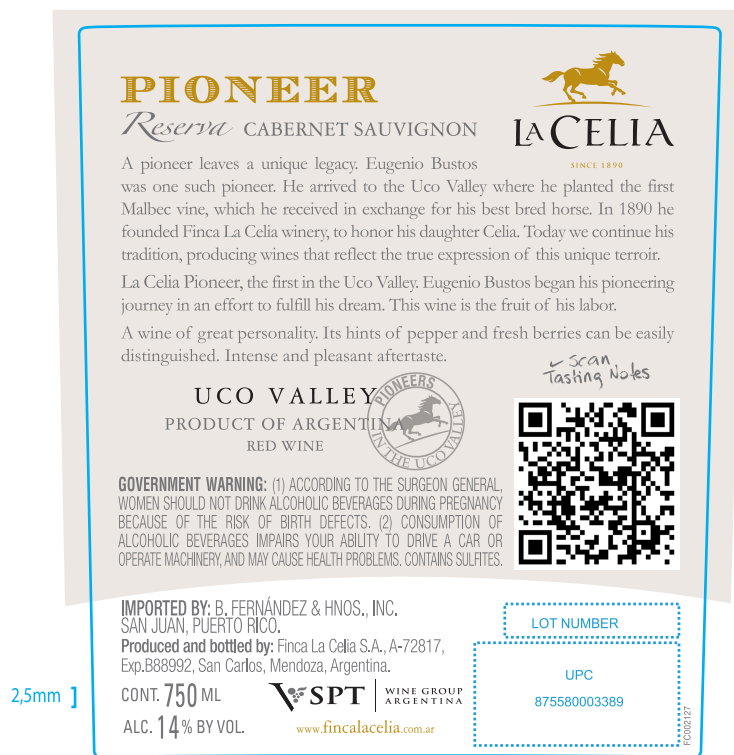 PIONEER
Reserva CABERNET SAUVIGNON
LA CELIA
SINCE 1890
A pioneer leaves a unique legacy. Eugenio Bustos
was one such pioneer. He arrived to the Uco Valley where he planted the first
Malbec vine, which he received in exchange for his best bred horse. In 1890 he
founded Finca La Celia winery, to honor his daughter Celia. Today we continue his
tradition, producing wines that reflect the true expression of this unique terroir.
La Celia Pioneer, the first in the Uco Valley. Eugenio Bustos began his pioneering
journey in an effort to fulfill his dream. This wine is the fruit of his labor.
A wine of great personality. Its hints of pepper and fresh berries can be easily
distinguished. Intense and pleasant aftertaste.
Scan
Tasting Notes
UCO VALLEY
PRODUCT OF ARGENTINA
RED WINE
PIONEERS
IN THE UCO VALLEY
GOVERNMENT WARNING: (1) ACCORDING TO THE SURGEON GENERAL,
WOMEN SHOULD NOT DRINK ALCOHOLIC BEVERAGES DURING PREGNANCY
BECAUSE OF THE RISK OF BIRTH DEFECTS. (2) CONSUMPTION OF
ALCOHOLIC BEVERAGES IMPAIRS YOUR ABILITY TO DRIVE A CAR OR
OPERATE MACHINERY, AND MAY CAUSE HEALTH PROBLEMS. CONTAINS SULFITES.
IMPORTED BY: B. FERNÁNDEZ & HNOS., INC.
SAN JUAN, PUERTO RICO.
Produced and bottled by: Finca La Celia S.A., A-72817,
Exp.B88992, San Carlos, Mendoza, Argentina.
2,5mm
CONT. 750 ML
ALC. 14% BY VOL.
VSPT WINE GROUP
ARGENTINA
www.fincalacelia.com.ar
LOT NUMBER
UPC
875580003389
FC002127